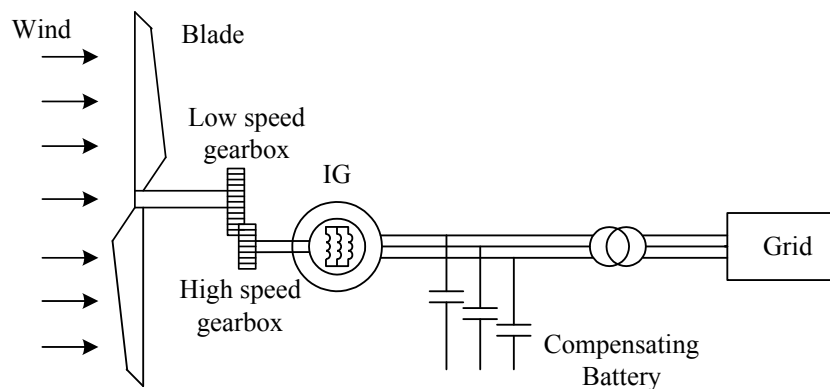 Wind
Blade
Low speed
gearbox
IG
Grid
High speed
gearbox
Compensating
Battery